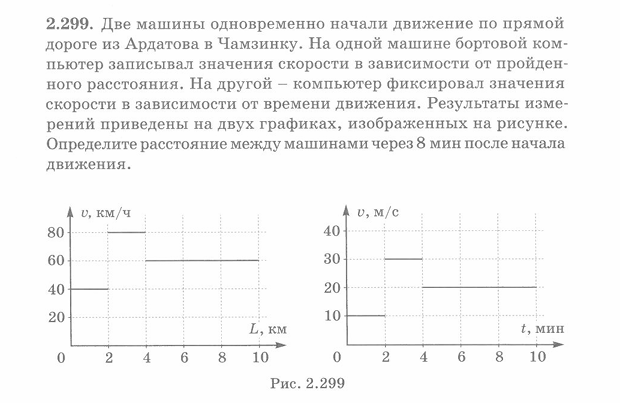 2.299. Две машины одновременно начали движение по прямой
дороге из Ардатова в Чамзинку. На одной машине бортовой ком-
пьютер записывал значения скорости в зависимости от пройден-
ного расстояния. На другой – компьютер фиксировал значения
скорости в зависимости от времени движения. Результаты изме-
рений приведены на двух графиках, изображенных на рисунке.
Определите расстояние между машинами через 8 мин после начала
движения.
v, км/ч
80
60
40
20
0 2 4 6 8 10
L, км
v, м/с
40
30
20
10
0 2 4 6 8 10
t, мин
Рис. 2.299